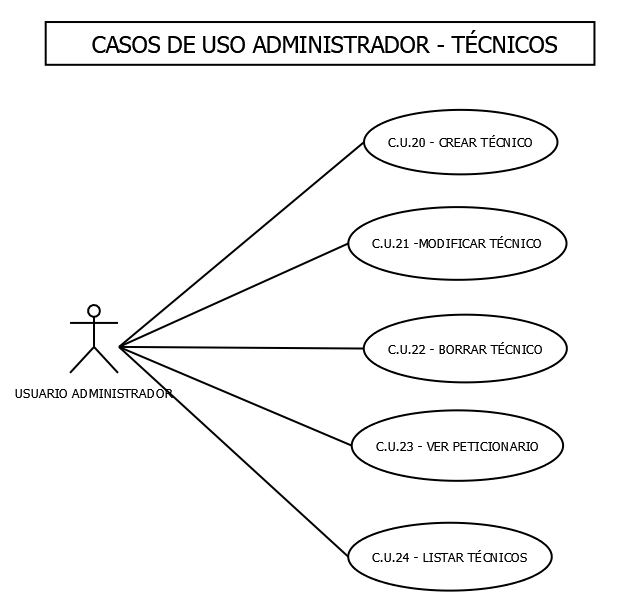 CASOS DE USO ADMINISTRADOR - TÉCNICOS
C.U.20 - CREAR TÉCNICO
C.U.21 -MODIFICAR TÉCNICO
C.U.22 - BORRAR TÉCNICO
USUARIO ADMINISTRADOR
C.U.23 - VER PETICIONARIO
C.U.24 - LISTAR TÉCNICOS